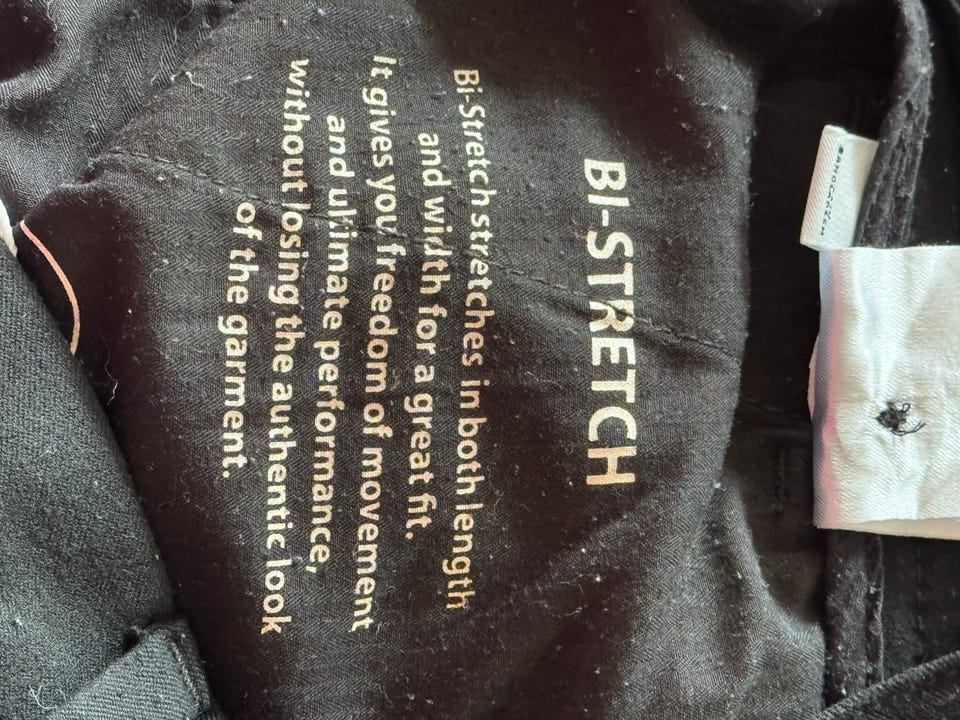 BI-STRETCH
Bi-Stretch stretches in both length
and width for a great fit.
It gives you freedom of movement
and ultimate performance,
without losing the authentic look
of the garment.